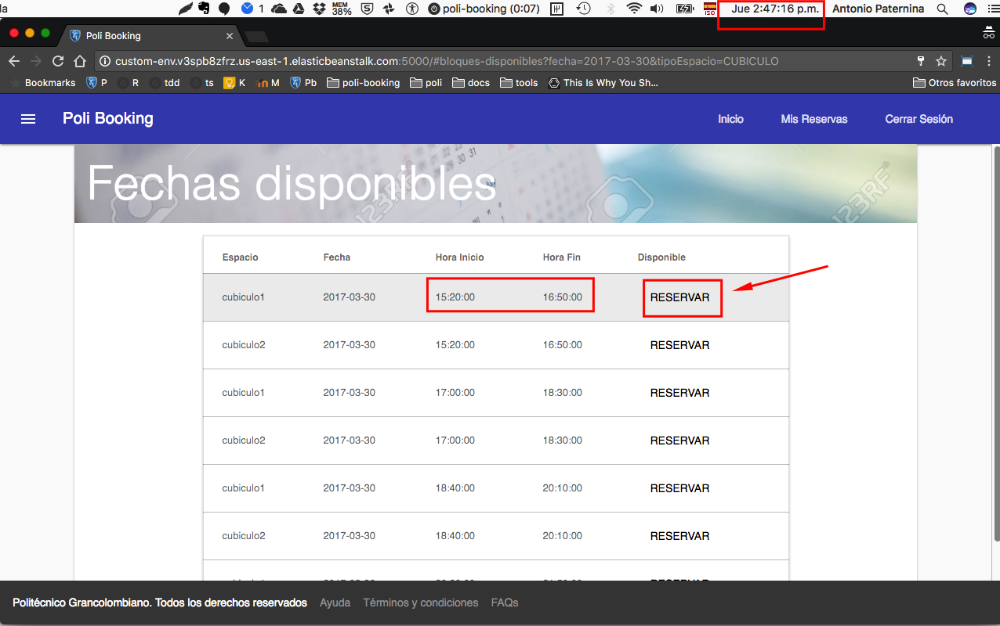 la
1
MEM
38%
poli-booking (0:07)
ISO
Jue 2:47:16 p.m.
Antonio Paternina
Poli Booking
custom-env.v3spb8zfrz.us-east-1.elasticbeanstalk.com:5000/#bloques-disponibles?fecha=2017-03-30&tipoEspacio=CUBICULO
Bookmarks P R tdd ts K M Pb poli-booking poli docs tools This Is Why You Sh... Otros favoritos
Poli Booking Inicio Mis Reservas Cerrar Sesión
Fechas disponibles
123RF
123RF
Espacio Fecha Hora Inicio Hora Fin Disponible
cubiculo1 2017-03-30 15:20:00 16:50:00 RESERVAR
cubiculo2 2017-03-30 15:20:00 16:50:00 RESERVAR
cubiculo1 2017-03-30 17:00:00 18:30:00 RESERVAR
cubiculo2 2017-03-30 17:00:00 18:30:00 RESERVAR
cubiculo1 2017-03-30 18:40:00 20:10:00 RESERVAR
cubiculo2 2017-03-30 18:40:00 20:10:00 RESERVAR
Politécnico Grancolombiano. Todos los derechos reservados Ayuda Términos y condiciones FAQs